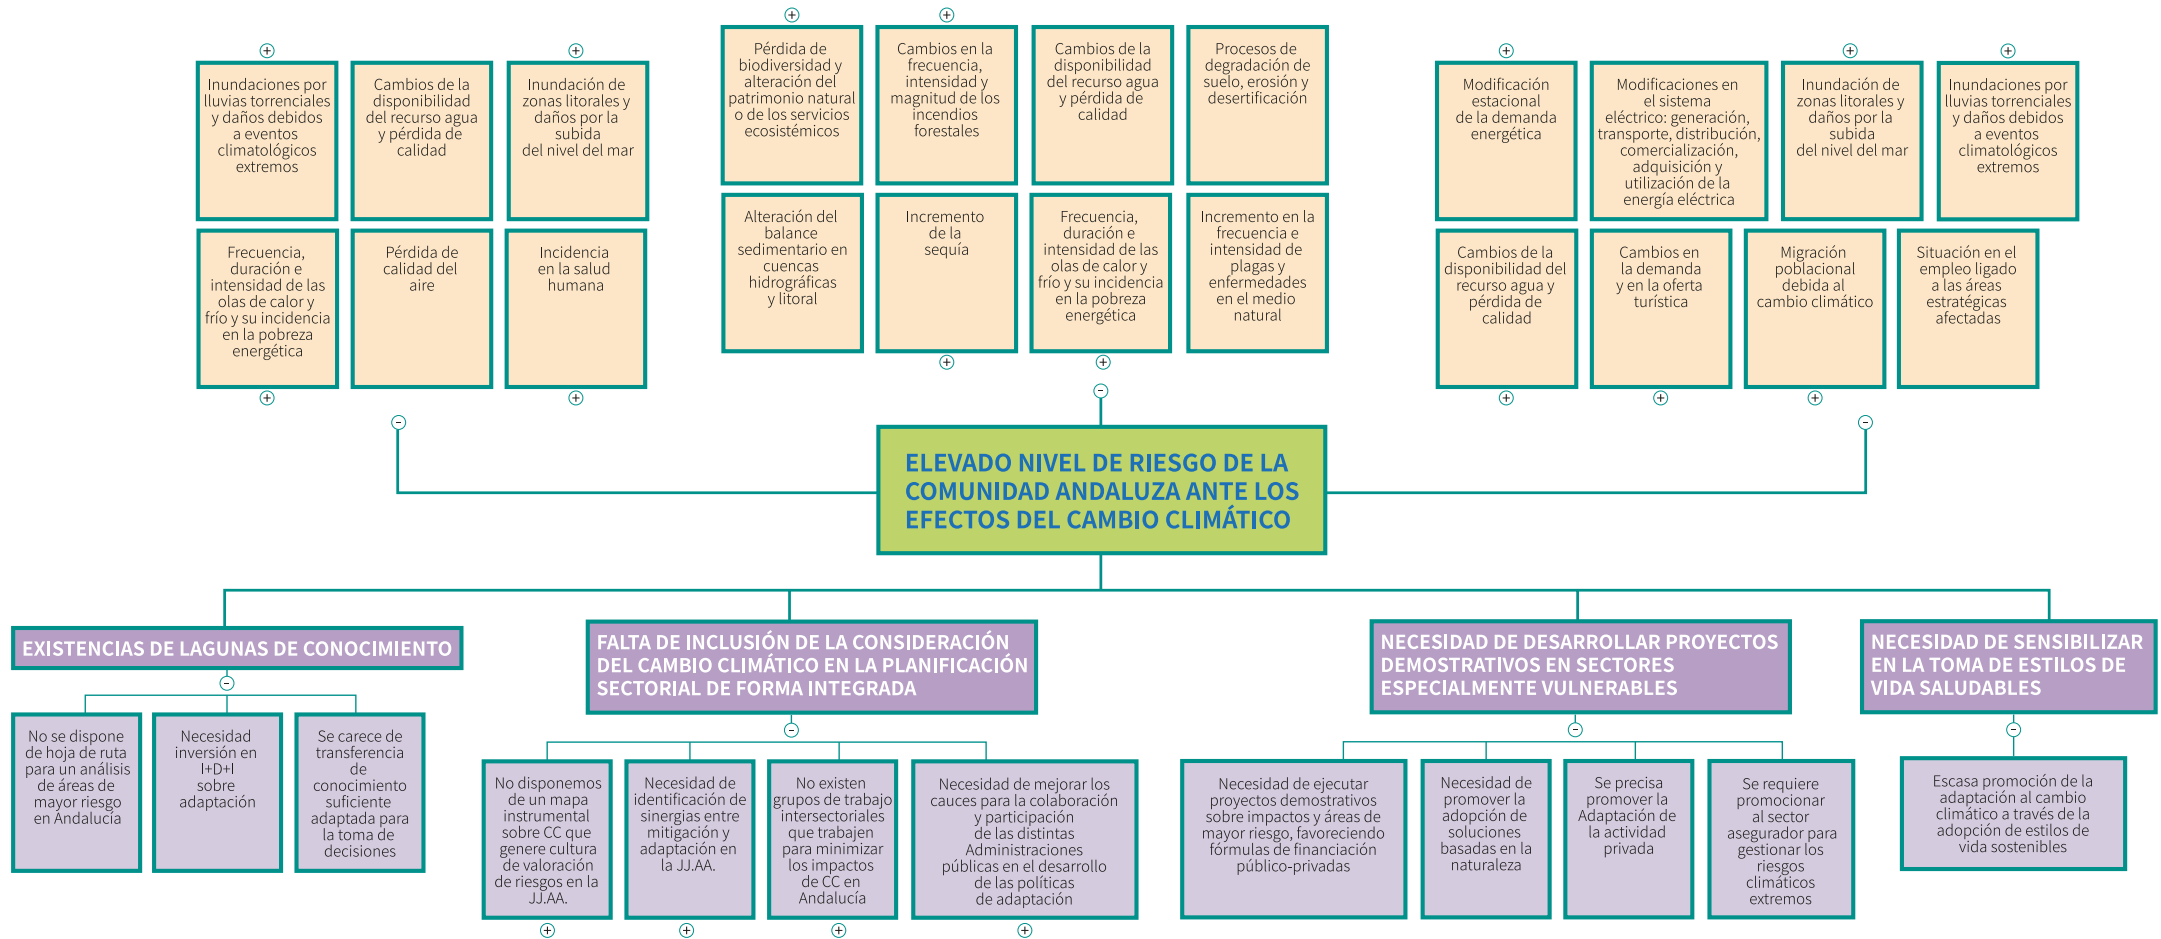 Inundaciones por
lluvias torrenciales
y daños debidos
a eventos
climatológicos
extremos
Cambios de la
disponibilidad
del recurso agua
y pérdida de
calidad
Inundación de
zonas litorales y
daños por la
subida
del nivel del mar
Frecuencia,
duración e
intensidad de las
olas de calor y
frío y su incidencia
en la pobreza
energética
Pérdida de
calidad del
aire
Incidencia
en la salud
humana
Pérdida de
biodiversidad y
alteración del
patrimonio natural
o de los servicios
ecosistémicos
Cambios en la
frecuencia,
intensidad y
magnitud de los
incendios
forestales
Cambios de la
disponibilidad
del recurso agua
y pérdida de
calidad
Procesos de
degradación de
suelo, erosión y
desertificación
Alteración del
balance
sedimentario en
cuencas
hidrográficas
y litoral
Incremento
de la
sequía
Frecuencia,
duración e
intensidad de las
olas de calor y
frío y su incidencia
en la pobreza
energética
Incremento en la
frecuencia e
intensidad de
plagas y
enfermedades
en el medio
natural
Modificación
estacional
de la demanda
energética
Modificaciones en
el sistema
eléctrico: generación,
transporte, distribución,
comercialización,
adquisición y
utilización de la
energía eléctrica
Inundación de
zonas litorales y
daños por la
subida
del nivel del mar
Inundaciones por
lluvias torrenciales
y daños debidos
a eventos
climatológicos
extremos
Cambios de la
disponibilidad del
recurso agua y
pérdida de
calidad
Cambios en
la demanda
y en la oferta
turística
Migración
poblacional
debida al
cambio climático
Situación en el
empleo ligado
a las áreas
estratégicas
afectadas
ELEVADO NIVEL DE RIESGO DE LA
COMUNIDAD ANDALUZA ANTE LOS
EFECTOS DEL CAMBIO CLIMÁTICO
EXISTENCIAS DE LAGUNAS DE CONOCIMIENTO
No se dispone
de hoja de ruta
para un análisis
de áreas de
mayor riesgo
en Andalucía
Necesidad
inversión en
I+D+I
sobre
adaptación
Se carece de
transferencia
de
conocimiento
suficiente
adaptada para
la toma de
decisiones
FALTA DE INCLUSIÓN DE LA CONSIDERACIÓN
DEL CAMBIO CLIMÁTICO EN LA PLANIFICACIÓN
SECTORIAL DE FORMA INTEGRADA
No disponemos
de un mapa
instrumental
sobre CC que
genere cultura
de valoración
de riesgos en la
JJ.AA.
Necesidad de
identificación de
sinergias entre
mitigación y
adaptación en
la JJ.AA.
No existen
grupos de trabajo
intersectoriales
que trabajen
para minimizar
los impactos
de CC en
Andalucía
Necesidad de mejorar los
cauces para la colaboración
y participación
de las distintas
Administraciones
públicas en el desarrollo
de las políticas
de adaptación
NECESIDAD DE DESARROLLAR PROYECTOS
DEMOSTRATIVOS EN SECTORES
ESPECIALMENTE VULNERABLES
Necesidad de ejecutar
proyectos demostrativos
sobre impactos y áreas de
mayor riesgo, favoreciendo
fórmulas de financiación
público-privadas
Necesidad de
promover la
adopción de
soluciones
basadas en la
naturaleza
Se precisa
promover la
Adaptación de
la actividad
privada
Se requiere
promocionar
al sector
asegurador para
gestionar los
riesgos
climáticos
extremos
NECESIDAD DE SENSIBILIZAR
EN LA TOMA DE ESTILOS DE
VIDA SALUDABLES
Escasa promoción de la
adaptación al cambio
climático a través de la
adopción de estilos de
vida sostenibles